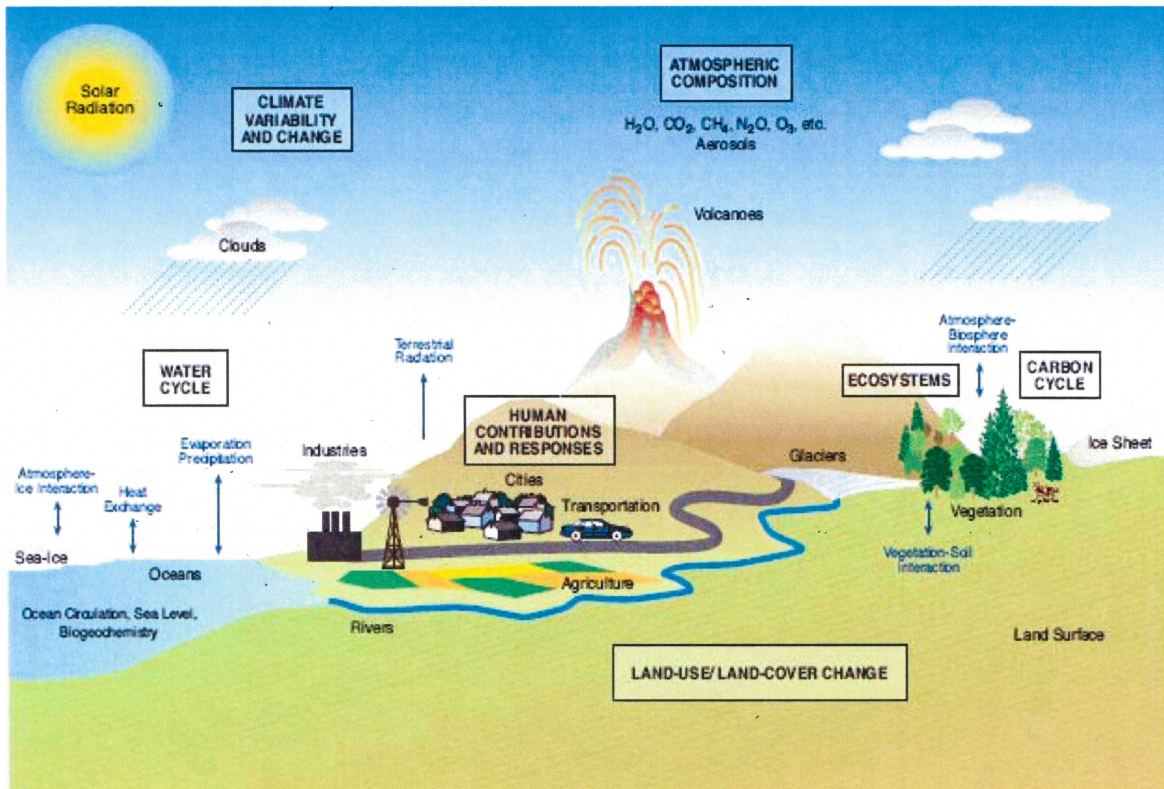 Solar
Radiation
CLIMATE
VARIABILITY
AND CHANGE
ATMOSPHERIC
COMPOSITION
H₂O, CO₂, CH₄, N₂O, O₃, etc.
Aerosols
Volcanoes
Clouds
Atmosphere-
Biosphere
Interaction
Terrestrial
Radiation
WATER
CYCLE
ECOSYSTEMS
CARBON
CYCLE
HUMAN
CONTRIBUTIONS
AND RESPONSES
Ice Sheet
Evaporation
Precipitation
Industries
Glaciers
Atmosphere-
Ice Interaction
Heat
Exchange
Cities
Transportation
Vegetation
Sea-Ice
Oceans
Vegetation-Soil
Interaction
Agriculture
Ocean Circulation, Sea Level,
Biogeochemistry
Rivers
Land Surface
LAND-USE/ LAND-COVER CHANGE